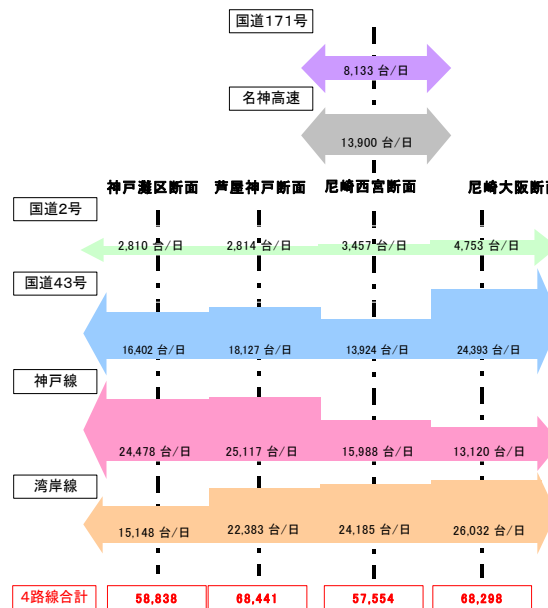 国道171号
8,133 台/日
名神高速
13,900 台/日
神戸灘区断面 芦屋神戸断面 尼崎西宮断面 尼崎大阪断面
国道2号
2,810 台/日 2,814 台/日 3,457 台/日 4,753 台/日
国道43号
16,402 台/日 18,127 台/日 13,924 台/日 24,393 台/日
神戸線
24,478 台/日 25,117 台/日 15,988 台/日 13,120 台/日
湾岸線
15,148 台/日 22,383 台/日 24,185 台/日 26,032 台/日
4路線合計 58,838 68,441 57,554 68,298